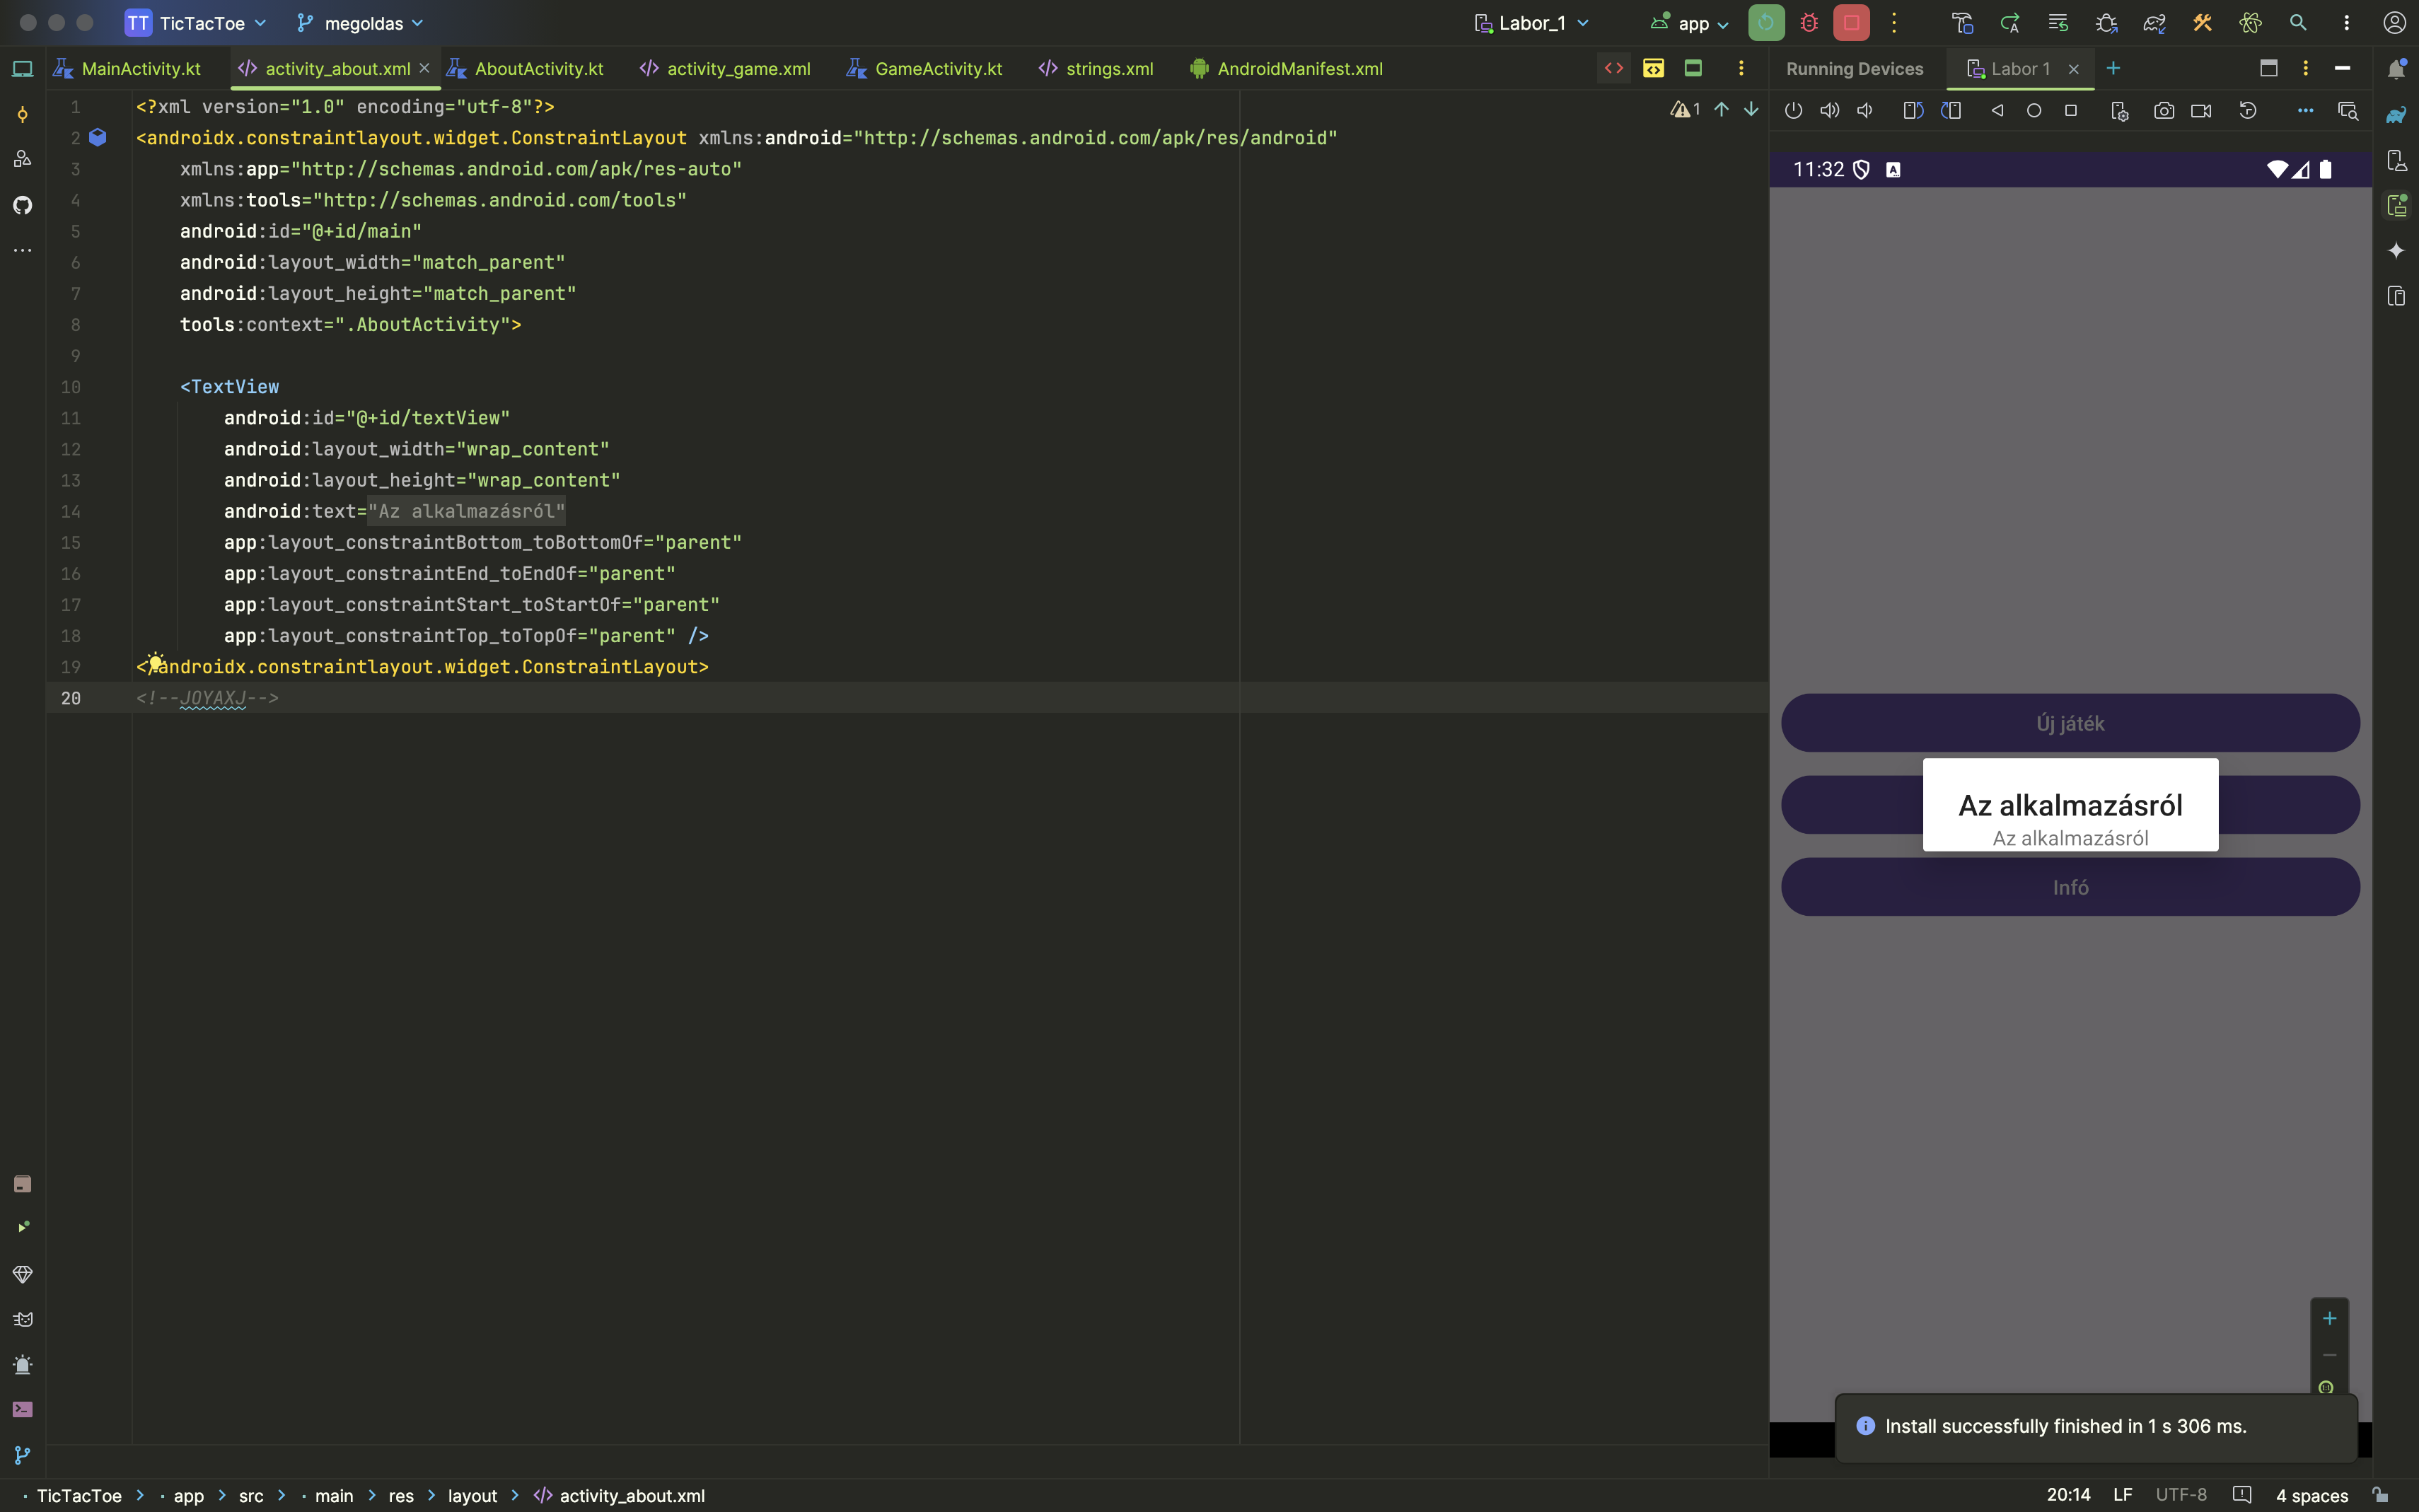 TT TicTacToe megoldas Labor_1 app
MainActivity.kt activity_about.xml AboutActivity.kt activity_game.xml GameActivity.kt strings.xml AndroidManifest.xml
Running Devices Labor 1
1 <?xml version="1.0" encoding="utf-8"?>
2 <androidx.constraintlayout.widget.ConstraintLayout xmlns:android="http://schemas.android.com/apk/res/android"
3 xmlns:app="http://schemas.android.com/apk/res-auto"
4 xmlns:tools="http://schemas.android.com/tools"
5 android:id="@+id/main"
6 android:layout_width="match_parent"
7 android:layout_height="match_parent"
8 tools:context=".AboutActivity">
9
10 <TextView
11 android:id="@+id/textView"
12 android:layout_width="wrap_content"
13 android:layout_height="wrap_content"
14 android:text="Az alkalmazásról"
15 app:layout_constraintBottom_toBottomOf="parent"
16 app:layout_constraintEnd_toEndOf="parent"
17 app:layout_constraintStart_toStartOf="parent"
18 app:layout_constraintTop_toTopOf="parent" />
19 </androidx.constraintlayout.widget.ConstraintLayout>
20 <!--JOYAXJ-->
1
11:32
Új játék
Az alkalmazásról
Az alkalmazásról
Infó
Install successfully finished in 1 s 306 ms.
TicTacToe > app > src > main > res > layout > activity_about.xml
20:14 LF UTF-8 4 spaces